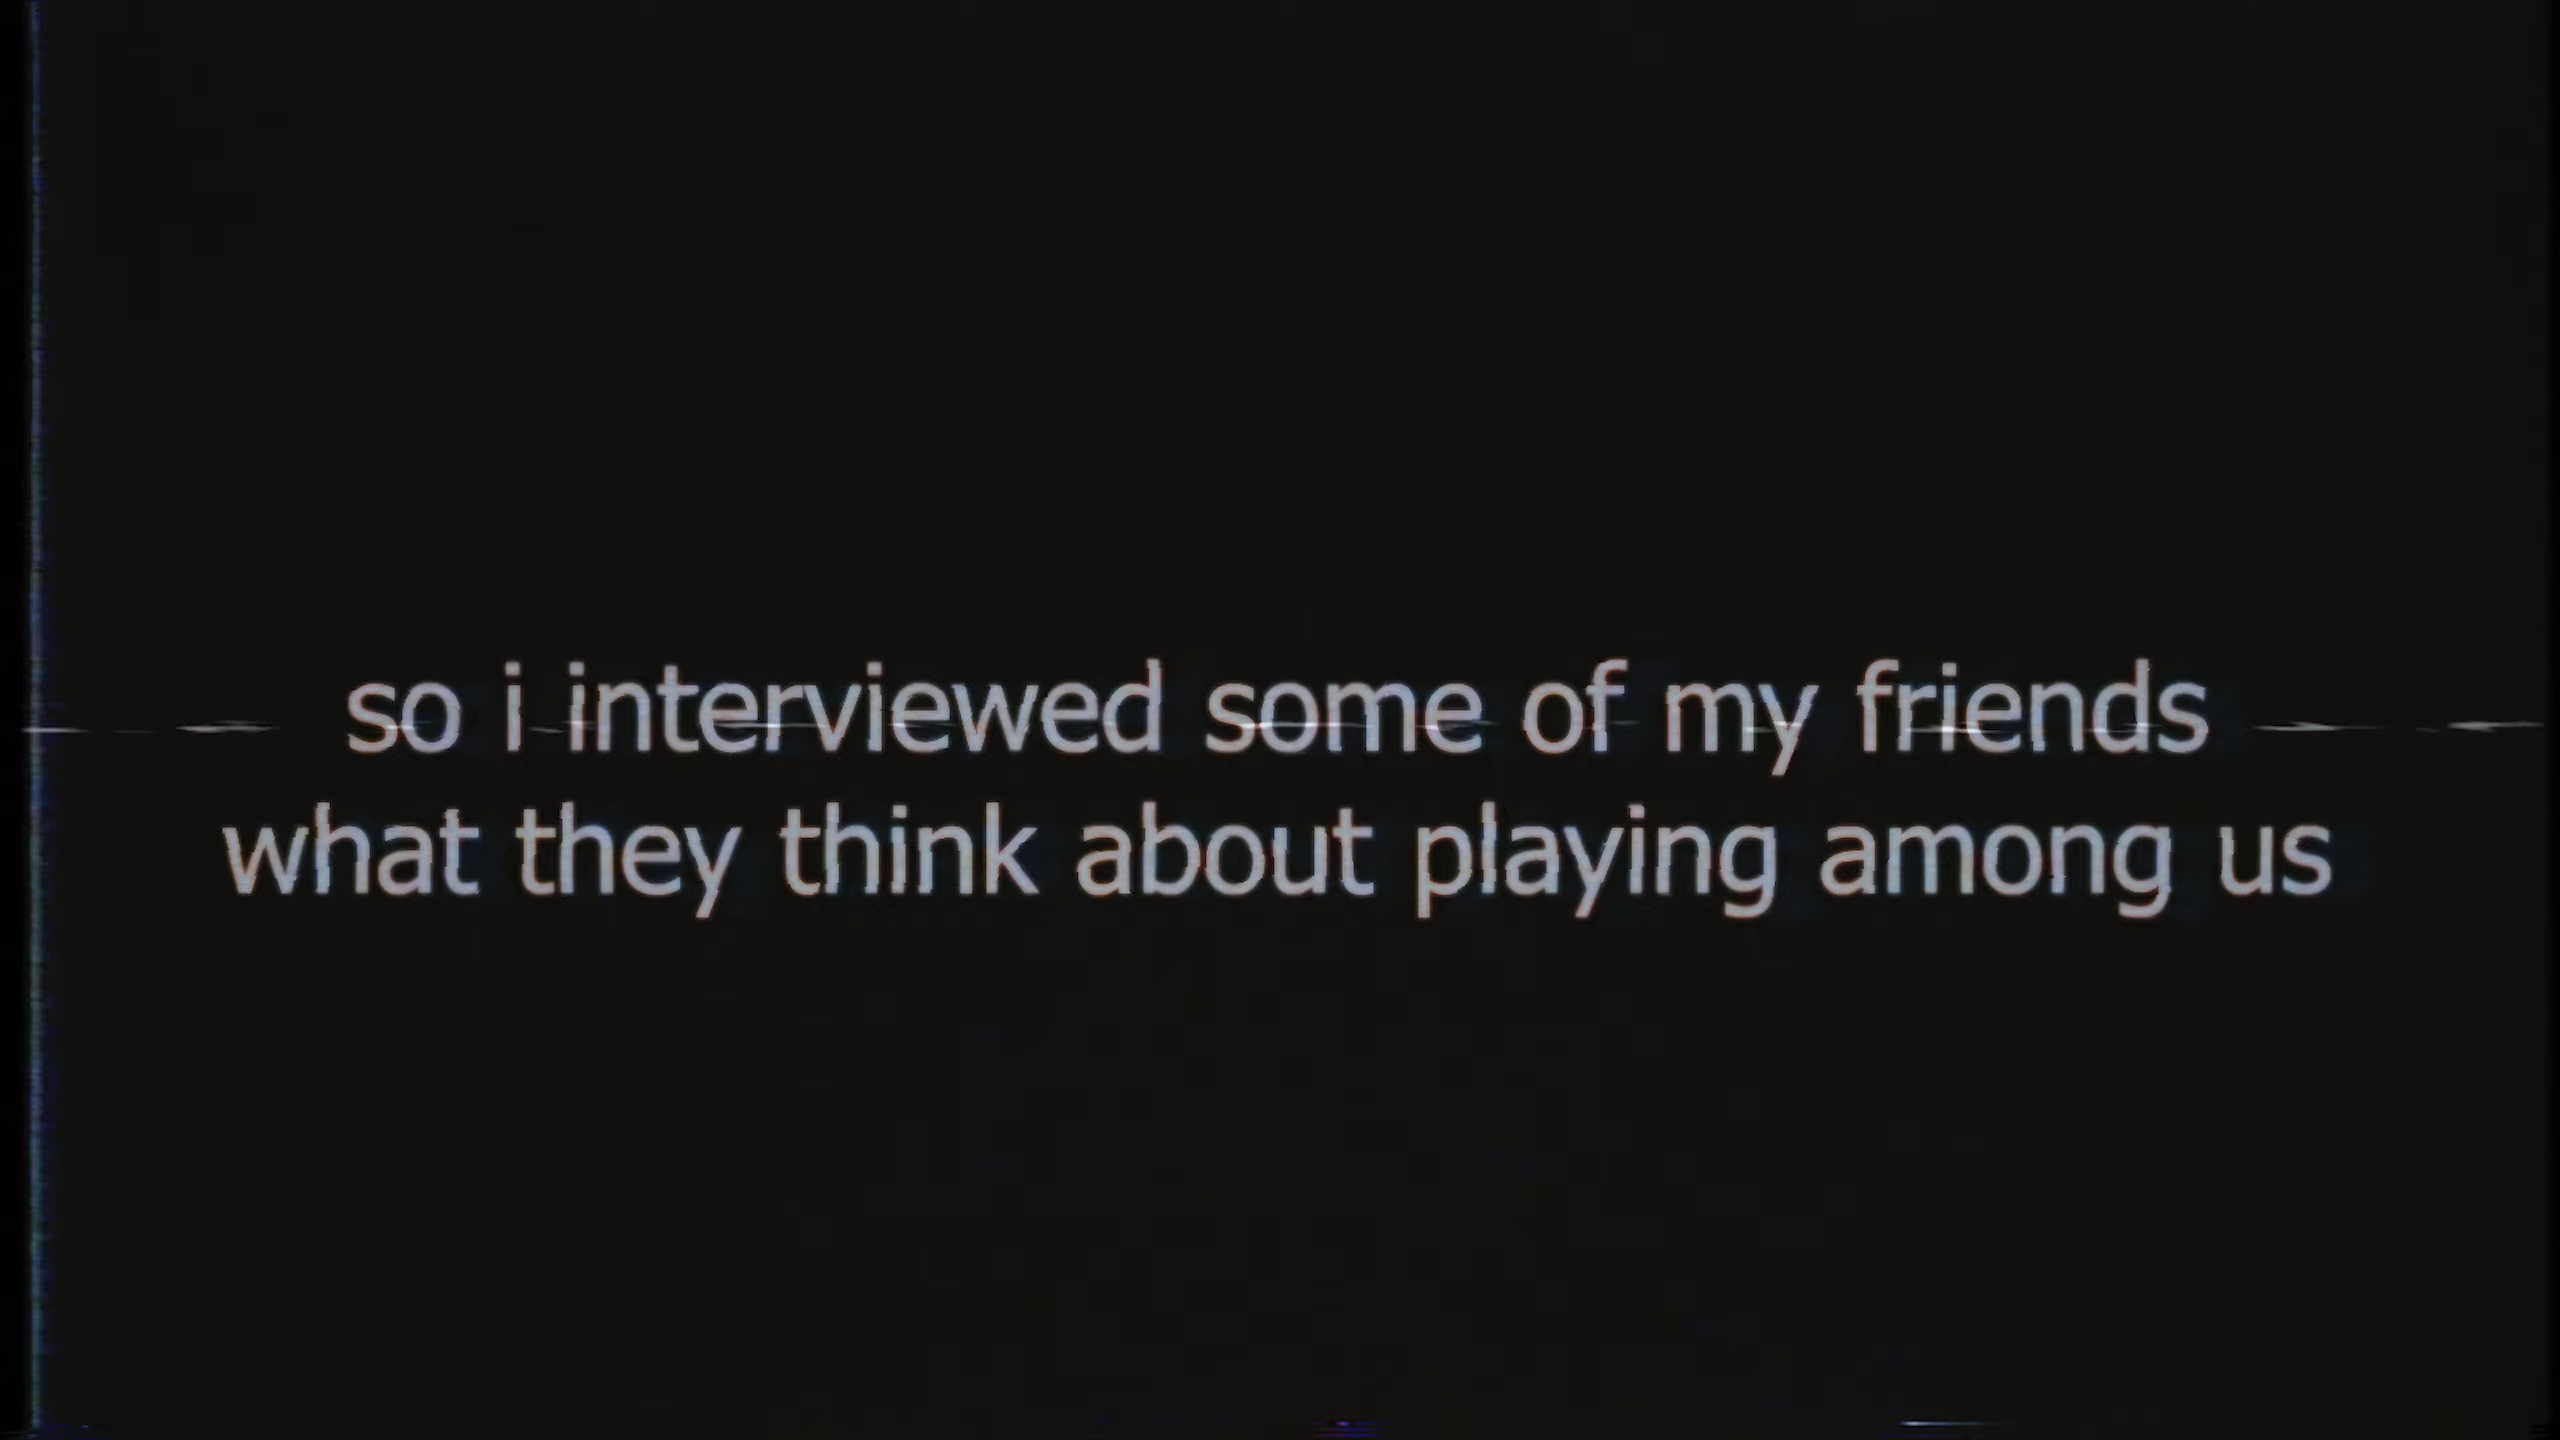 so i interviewed some of my friends
what they think about playing among us